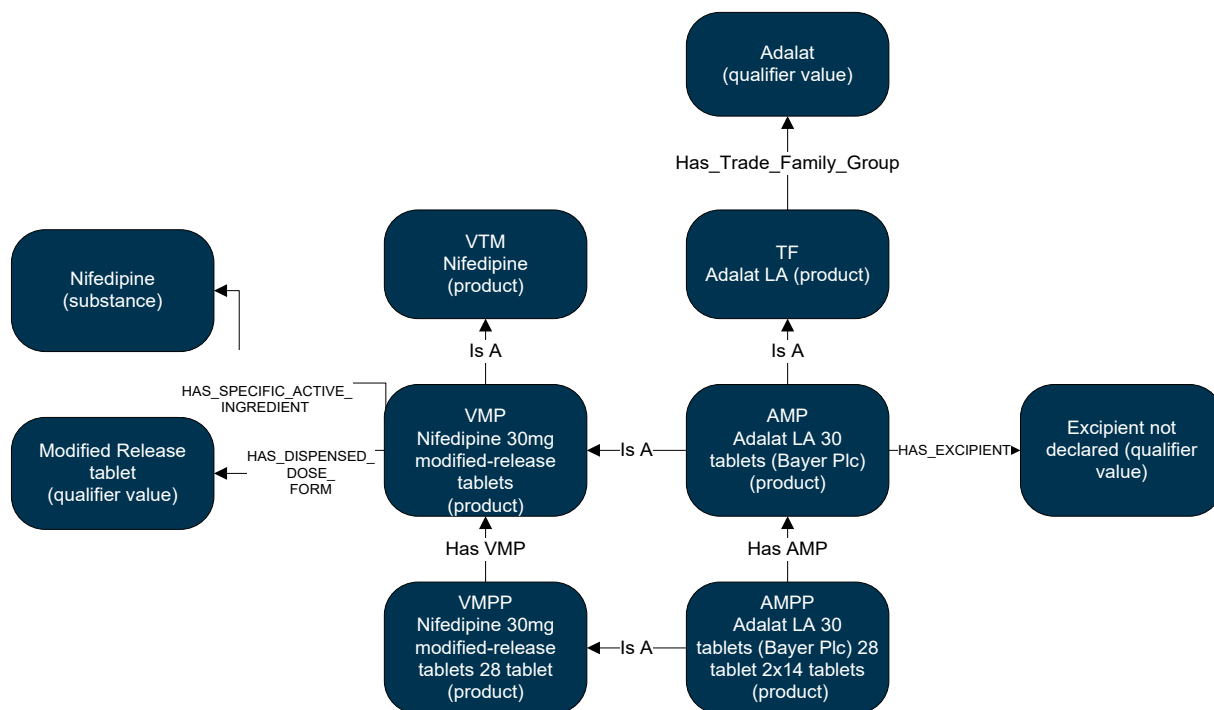 Adalat
(qualifier value)
Has_Trade_Family_Group
VTM
Nifedipine
(product)
TF
Adalat LA (product)
Nifedipine
(substance)
Is A
Is A
HAS_SPECIFIC_ACTIVE_
INGREDIENT
VMP
Nifedipine 30mg
modified-release
tablets
(product)
AMP
Adalat LA 30
tablets (Bayer Plc)
(product)
Modified Release
tablet
(qualifier value)
HAS_DISPENSED_
DOSE_
FORM
Is A
HAS_EXCIPIENT
Excipient not
declared (qualifier
value)
Has VMP
Has AMP
VMPP
Nifedipine 30mg
modified-release
tablets 28 tablet
(product)
Is A
AMPP
Adalat LA 30
tablets (Bayer Plc) 28
tablet 2x14 tablets
(product)